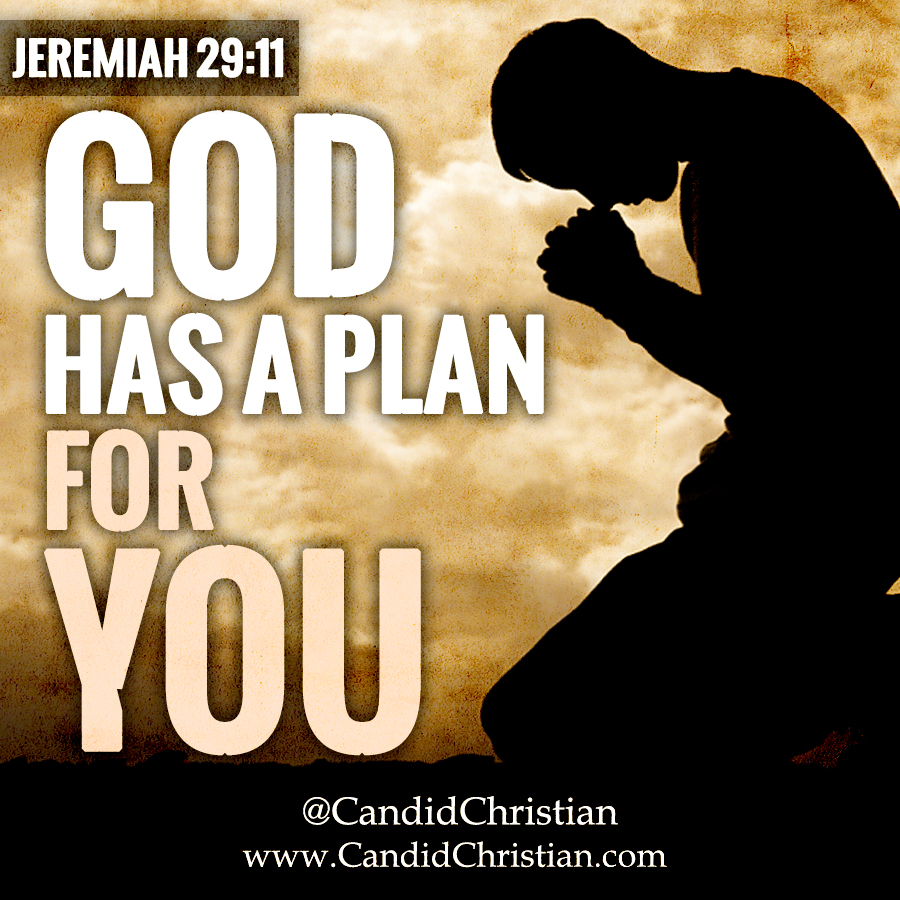 JEREMIAH 29:11
GOD
HAS A PLAN
FOR
YOU
@CandidChristian
www.CandidChristian.com